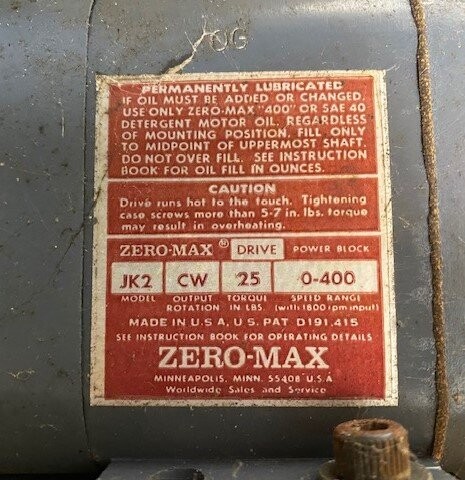 YOG
PERMANENTLY LUBRICATED
IF OIL MUST BE ADDED OR CHANGED,
USE ONLY ZERO-MAX "400" OR SAE 40
DETERGENT MOTOR OIL. REGARDLESS
OF MOUNTING POSITION, FILL ONLY
TO MIDPOINT OF UPPERMOST SHAFT.
DO NOT OVER FILL. SEE INSTRUCTION
BOOK FOR OIL FILL IN OUNCES.
CAUTION
Drive runs hot to the touch. Tightening
case screws more than 5-7 in. lbs. torque
may result in overheating.
ZERO-MAX ® DRIVE POWER BLOCK
JK2 CW 25 0-400
MODEL OUTPUT ROTATION TORQUE IN LBS. SPEED RANGE (with 1800 rpm input)
MADE IN U.S.A. U.S. PAT D191,415
SEE INSTRUCTION BOOK FOR OPERATING DETAILS
ZERO-MAX
MINNEAPOLIS, MINN. 55408 U.S.A
Worldwide Sales and Service